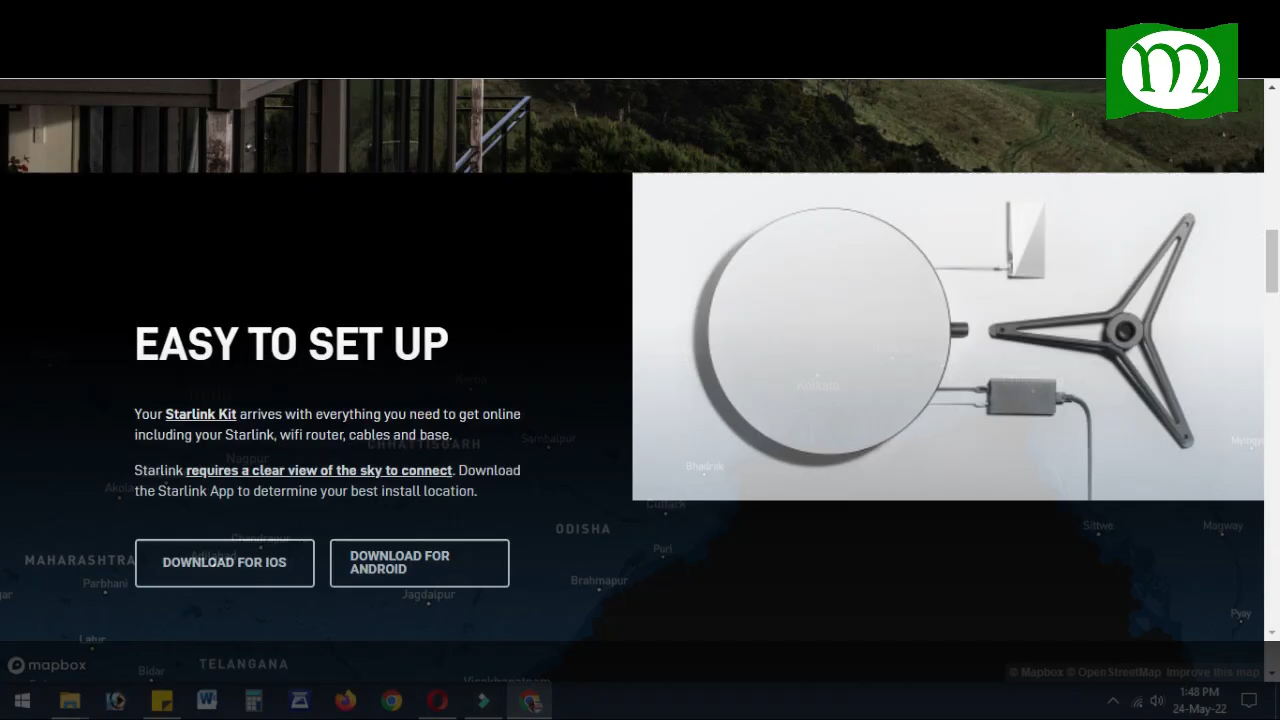 m
EASY TO SET UP
Your Starlink Kit arrives with everything you need to get online
including your Starlink, wifi router, cables and base.
Starlink requires a clear view of the sky to connect. Download
the Starlink App to determine your best install location.
DOWNLOAD FOR IOS
DOWNLOAD FOR
ANDROID
Kolkata
CHHATTISGARH
Sambalpur
Nagpur
Bhadrak
Cuttack
ODISHA
Puri
Chandrapur
Adilabad
MAHARASHTRA
Parbhani
Jagdalpur
Brahmapur
Sittwe
Magway
Pyay
Latur
Bidar
TELANGANA
mapbox
© Mapbox © OpenStreetMap Improve this map
1:48 PM
24-May-22